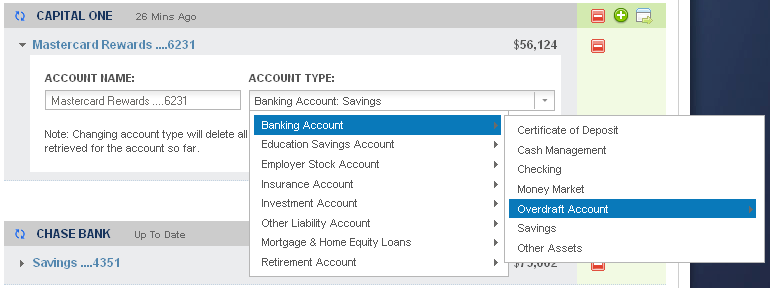 CAPITAL ONE 26 Mins Ago
Mastercard Rewards ....6231 $56,124
ACCOUNT NAME: ACCOUNT TYPE:
Mastercard Rewards ....6231 Banking Account: Savings
Note: Changing account type will delete all
retrieved for the account so far.
Banking Account
Education Savings Account
Employer Stock Account
Insurance Account
Investment Account
Other Liability Account
Mortgage & Home Equity Loans
Retirement Account
Certificate of Deposit
Cash Management
Checking
Money Market
Overdraft Account
Savings
Other Assets
CHASE BANK Up To Date
Savings ....4351